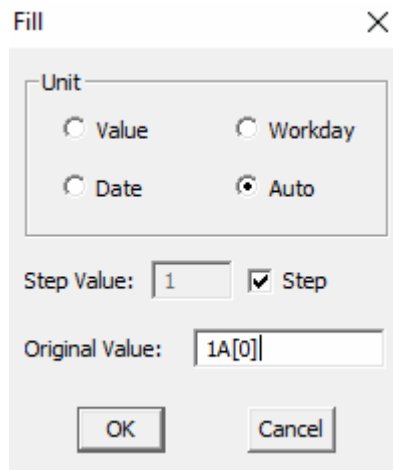 Fill
Unit
Value Workday
Date Auto
Step Value: 1 Step
Original Value: 1A[0]
OK Cancel